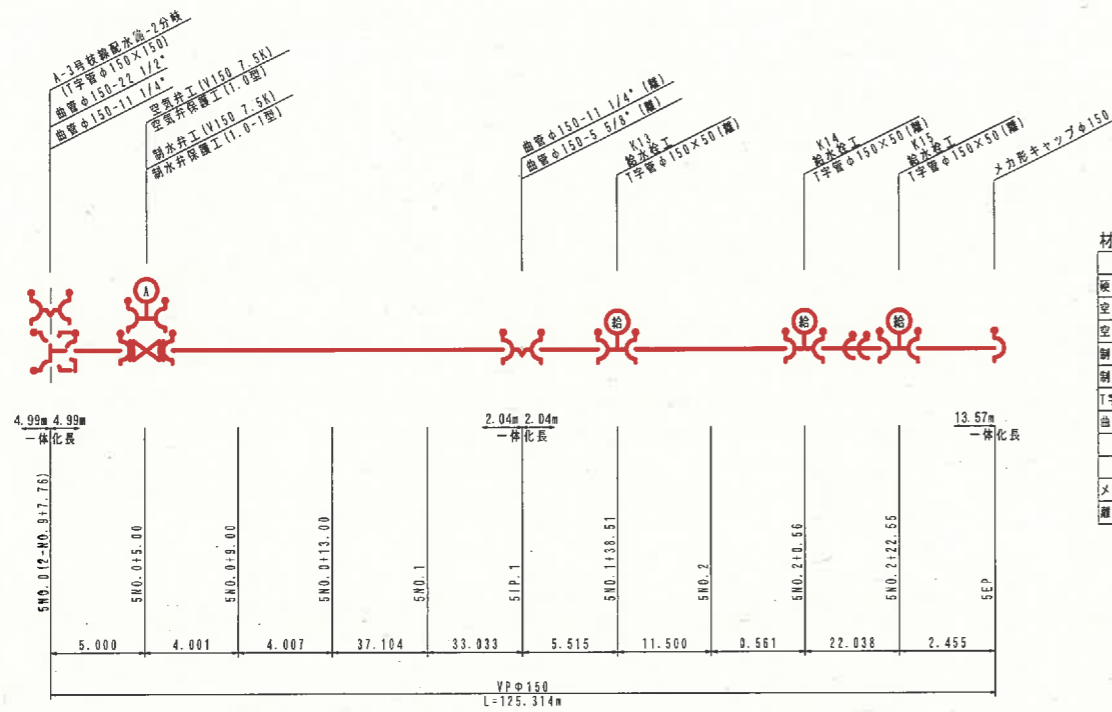 A-3号枝線配水論-2分岐
(T字管φ150×150)
曲管φ150-22 1/2°
曲管φ150-11 1/4°
空気弁工(V150 7.5K)
空気弁保護工(1.0型)
制水弁工(V150 7.5K)
制水弁保護工(1.0-1型)
曲管φ150-11 1/4° (離)
曲管φ150-5 5/8° (離)
K13
給水栓工
T字管φ150×50(離)
K14
給水栓工
T字管φ150×50(離)
K15
給水栓工
T字管φ150×50(離)
メカ形キャップφ150
A
給
給
給
材
硬
空
空
制
制
T字
曲
メ
離
4.99m 4.99m
一体化長
2.04m 2.04m
一体化長
13.57m
一体化長
5NO.0(2-NO.9+7.76)
5NO.0+5.00
5NO.0+9.00
5NO.0+13.00
5NO.1
5IP.1
5NO.1+38.51
5NO.2
5NO.2+0.56
5NO.2+22.55
5EP
5.000 4.001 4.007 37.104 33.033 5.515 11.500 0.561 22.038 2.455
VPφ150
L=125.314m